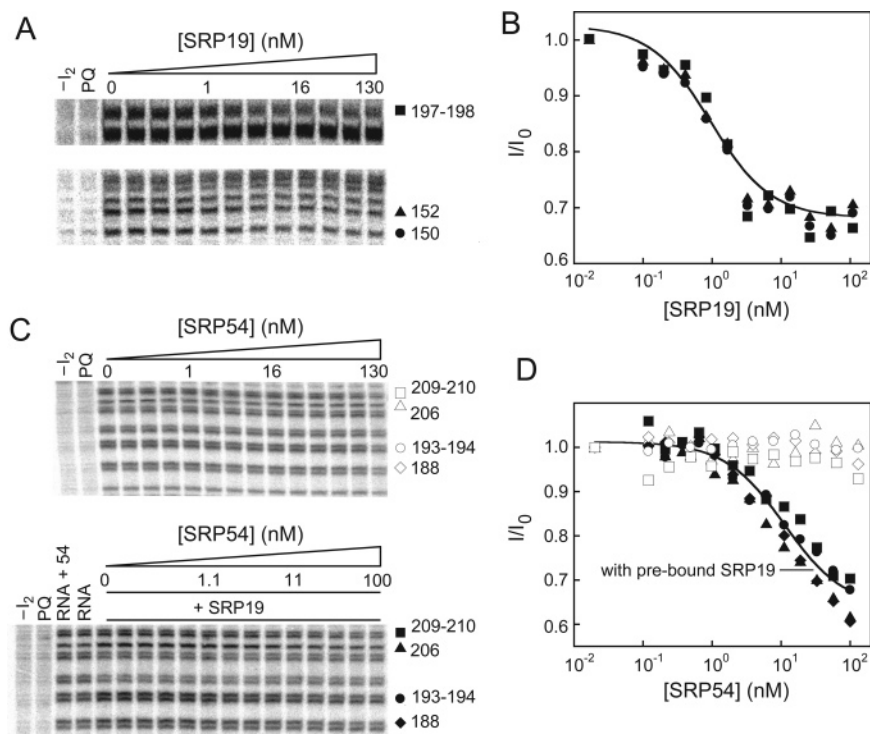 A
[SRP19] (nM)
–I2
PQ
0 1 16 130
■ 197-198
▲ 152
● 150
B
1.0
0.9
0.8
0.7
0.6
I/I0
10-2 10-1 100 101 102
[SRP19] (nM)
C
[SRP54] (nM)
–I2
PQ
0 1 16 130
□ 209-210
△ 206
○ 193-194
◇ 188
[SRP54] (nM)
–I2
PQ
RNA + 54
RNA
0 1.1 11 100
+ SRP19
■ 209-210
▲ 206
● 193-194
◆ 188
D
1.0
0.9
0.8
0.7
0.6
I/I0
with pre-bound SRP19
10-2 10-1 100 101 102
[SRP54] (nM)